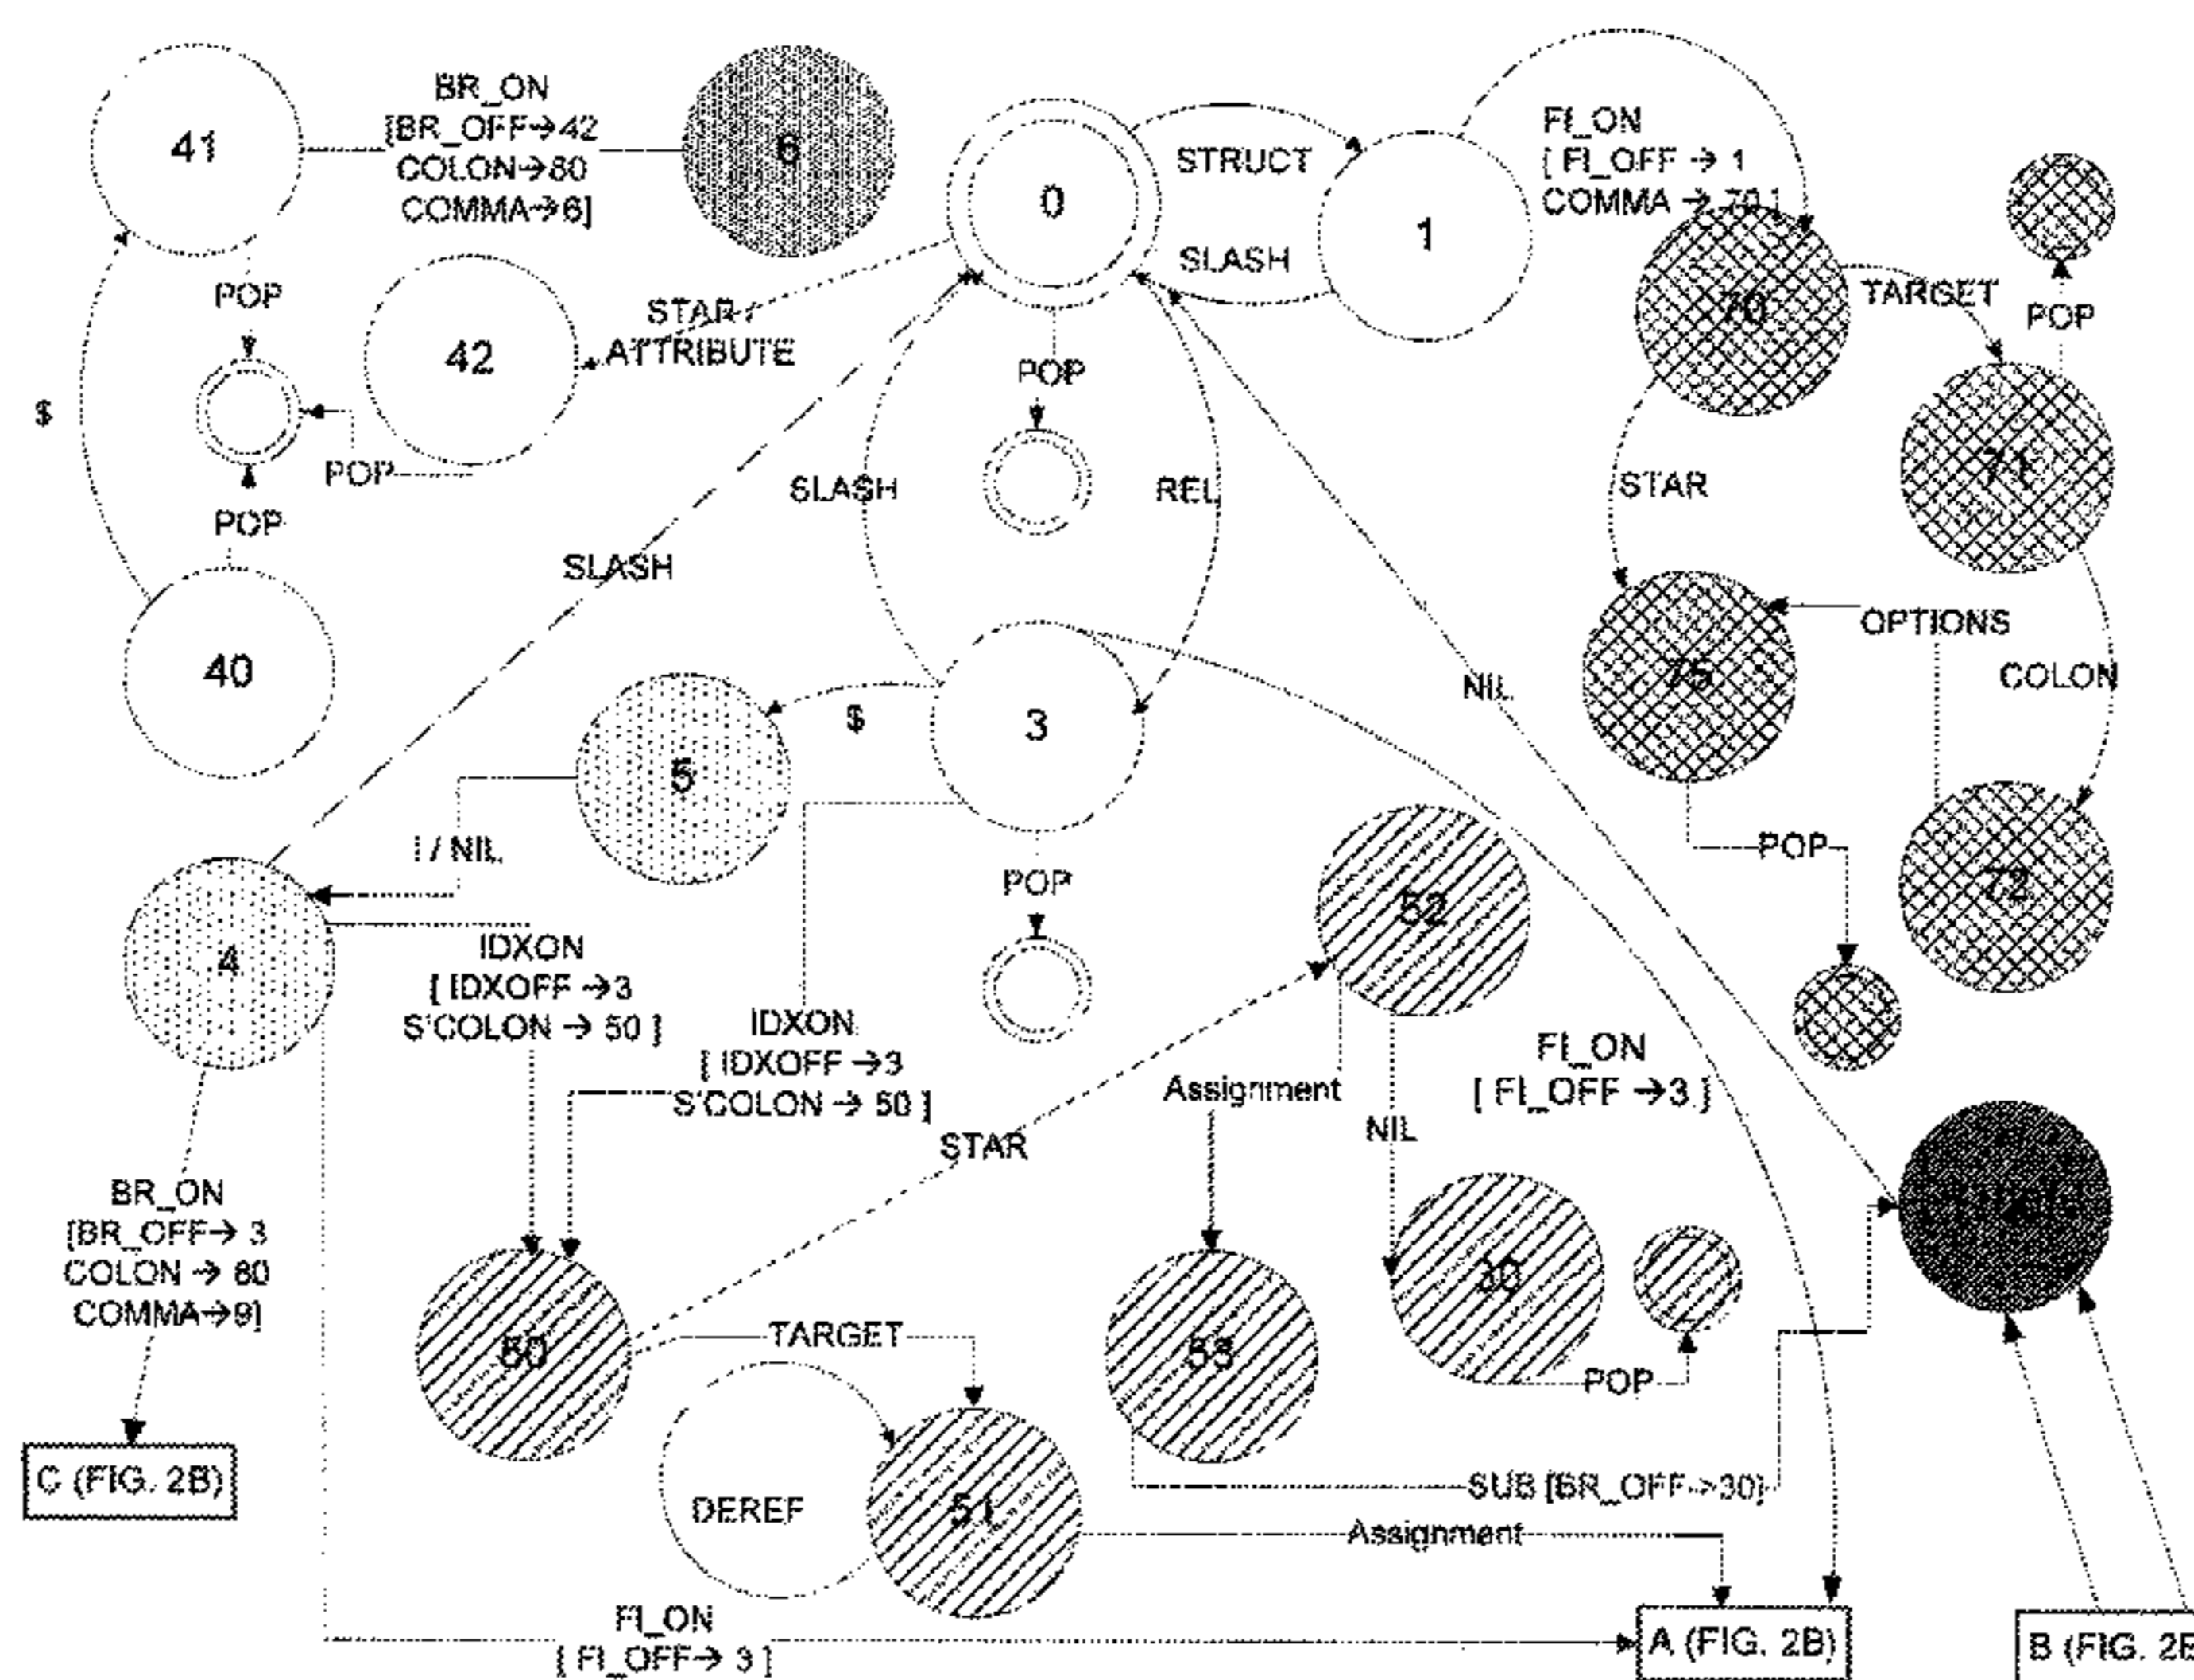 41
BR_ON
[BR_OFF→42
COLON→80
COMMA→6]
6
0
STRUCT
SLASH
1
FI_ON
[ FI_OFF → 1
COMMA → 70 ]
70
TARGET
POP
71
POP
STAR /
ATTRIBUTE
42
POP
POP
$
POP
40
SLASH
SLASH
REL
POP
NIL
STAR
OPTIONS
COLON
75
72
POP
3
$
5
! / NIL
4
POP
52
IDXON
[ IDXOFF →3
S'COLON → 50 ]
IDXON
[ IDXOFF →3
S'COLON → 50 ]
FI_ON
[ FI_OFF →3 ]
Assignment
NIL
STAR
BR_ON
[BR_OFF→ 3
COLON → 80
COMMA→9]
50
TARGET
53
30
POP
DEREF
51
SUB [BR_OFF->30]
Assignment
C (FIG. 2B)
FI_ON
[ FI_OFF→ 3 ]
A (FIG. 2B)
B (FIG. 2B